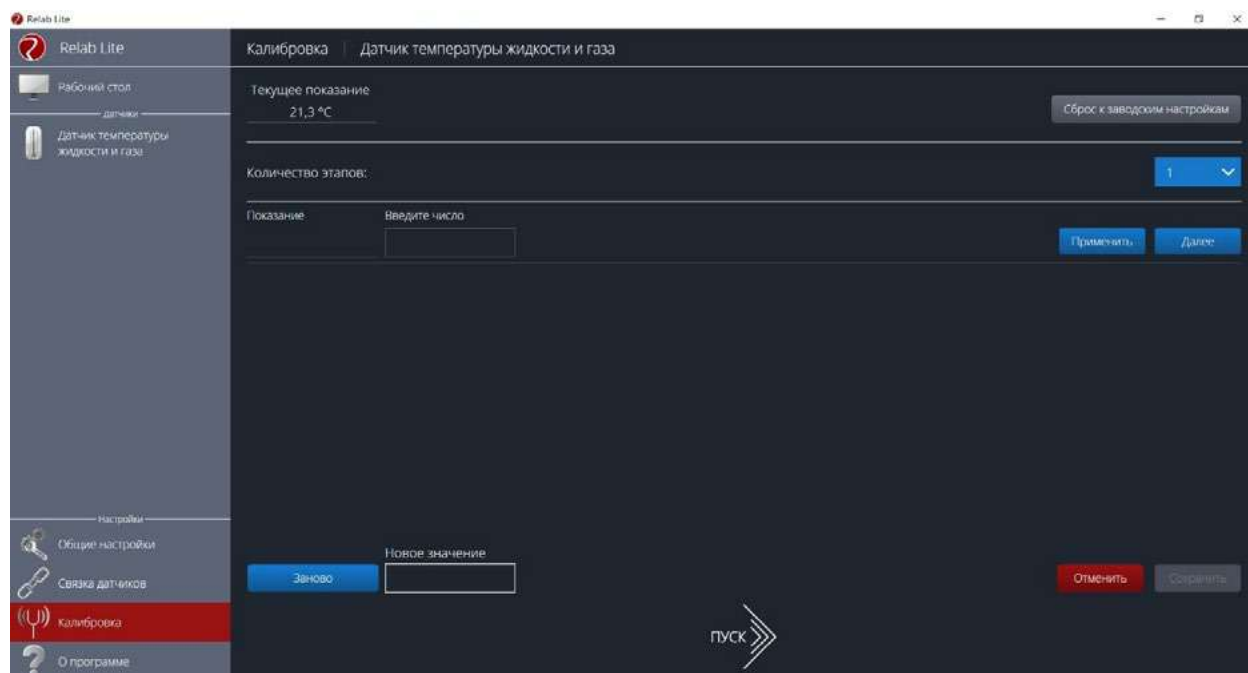 Relab Lite
Relab Lite
Рабочий стол
Датчики
Датчик температуры
жидкости и газа
Настройки
Общие настройки
Связка датчиков
Калибровка
О программе
Калибровка | Датчик температуры жидкости и газа
Текущее показание
21,3 °C
Сброс к заводским настройкам
Количество этапов:
1
Показание
Введите число
Применить
Далее
Новое значение
Заново
Отменить
Сохранить
ПУСК